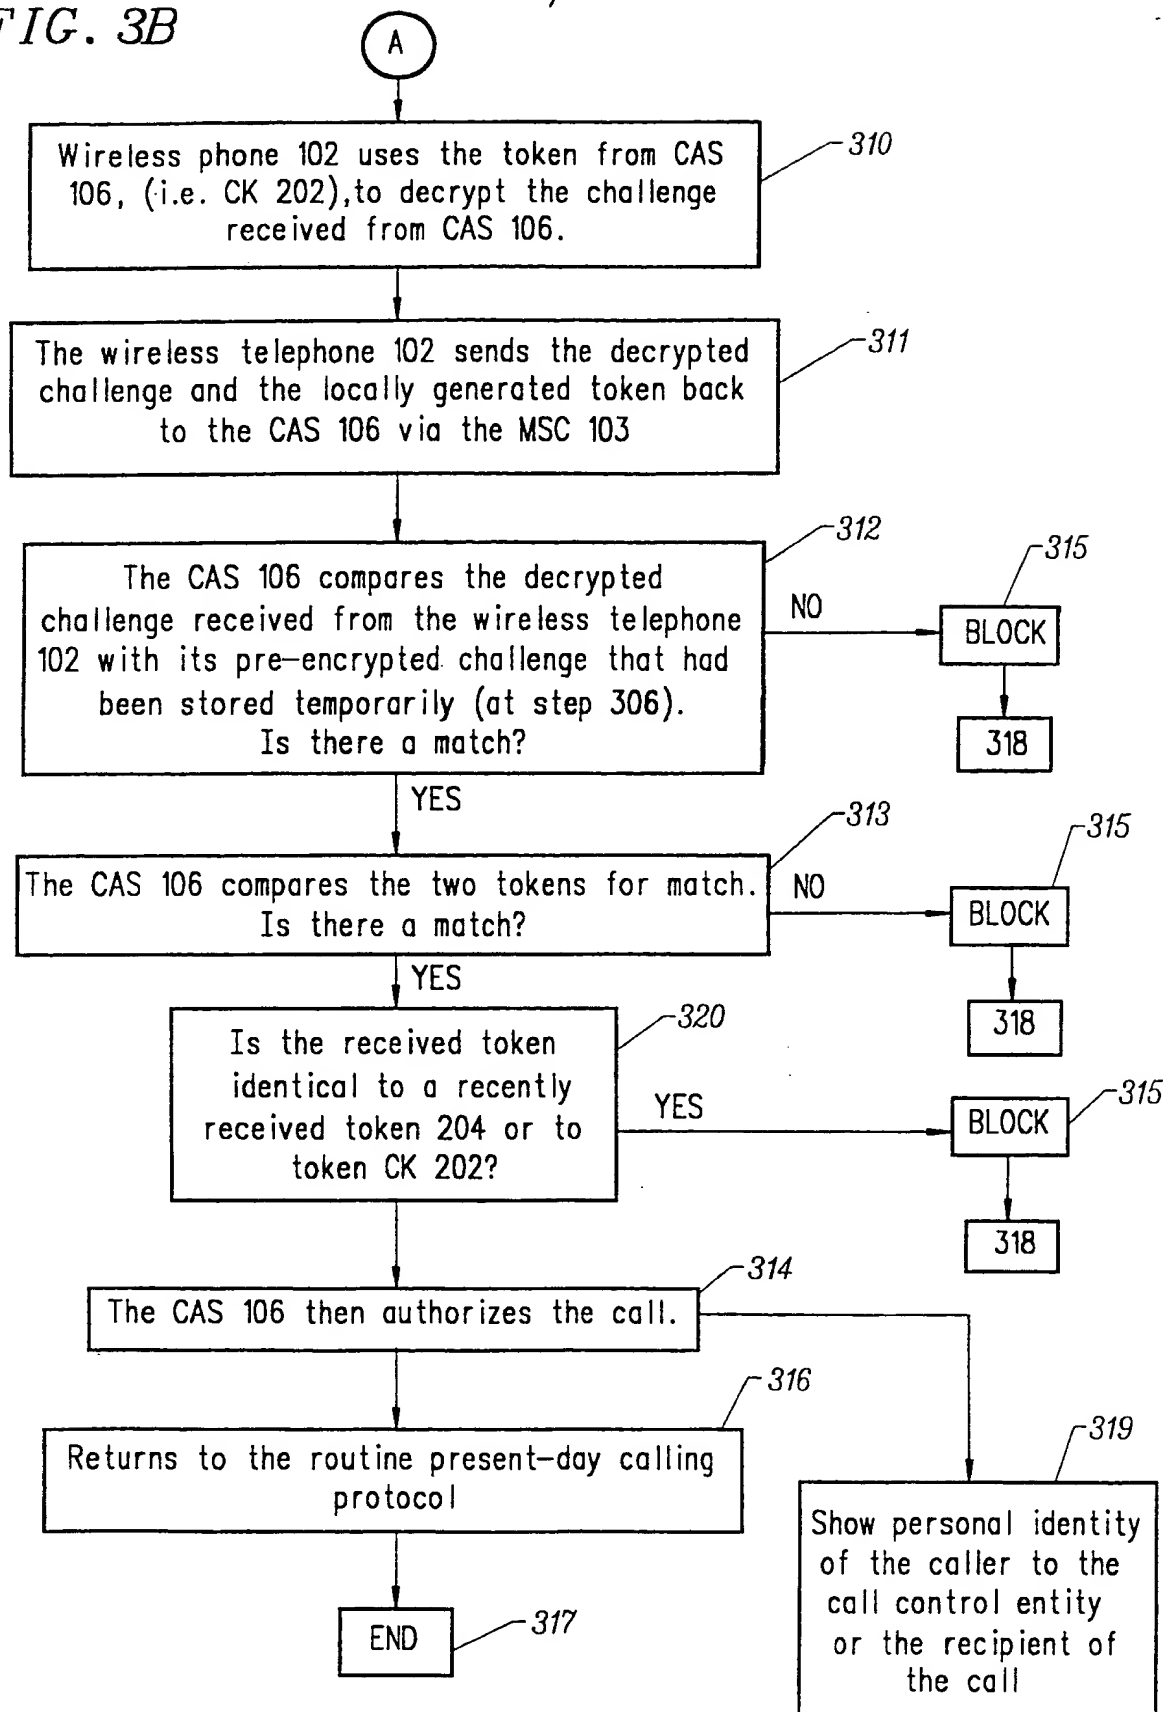 FIG. 3B
A
Wireless phone 102 uses the token from CAS
106, (i.e. CK 202),to decrypt the challenge
received from CAS 106.
310
The wireless telephone 102 sends the decrypted
challenge and the locally generated token back
to the CAS 106 via the MSC 103
311
The CAS 106 compares the decrypted
challenge received from the wireless telephone
102 with its pre-encrypted challenge that had
been stored temporarily (at step 306).
Is there a match?
312
NO
315
BLOCK
318
YES
The CAS 106 compares the two tokens for match.
Is there a match?
313
NO
315
BLOCK
318
YES
Is the received token
identical to a recently
received token 204 or to
token CK 202?
320
YES
315
BLOCK
318
The CAS 106 then authorizes the call.
314
Returns to the routine present-day calling
protocol
316
319
Show personal identity
of the caller to the
call control entity
or the recipient of
the call
END
317